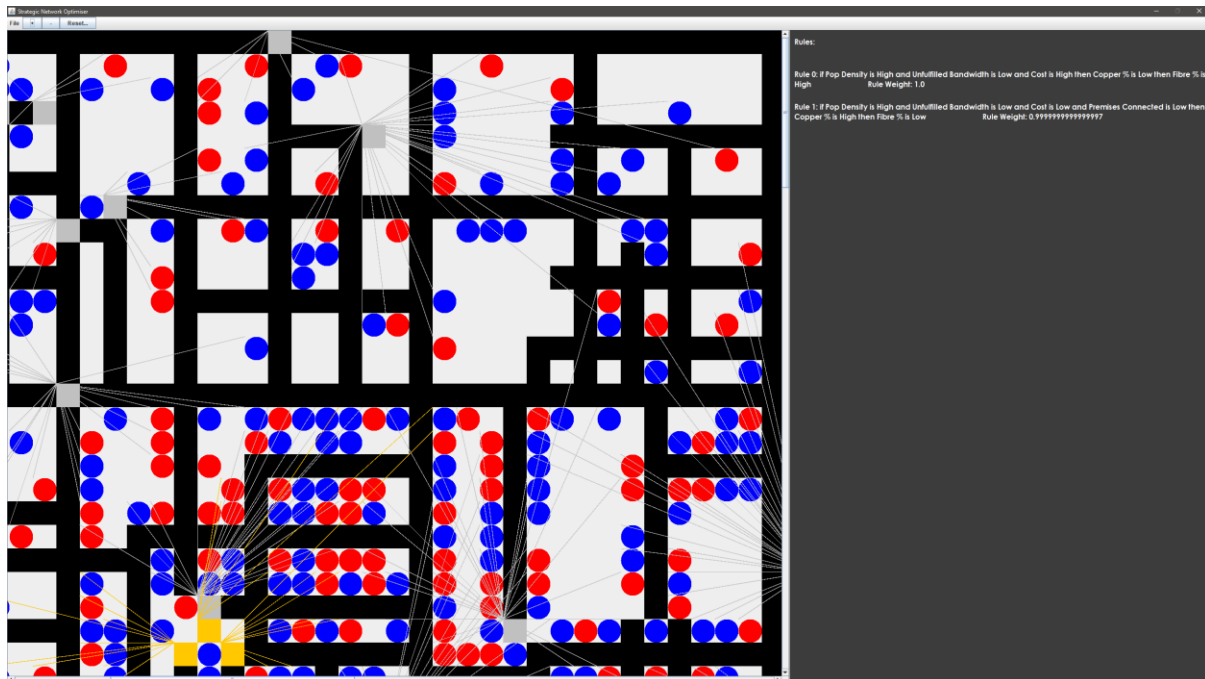 Strategic Network Optimiser
File + - Reset...
Rules:
Rule 0: if Pop Density is High and Unfulfilled Bandwidth is Low and Cost is High then Copper % is Low then Fibre % is
High Rule Weight: 1.0
Rule 1: if Pop Density is High and Unfulfilled Bandwidth is Low and Cost is Low and Premises Connected is Low then
Copper % is High then Fibre % is Low Rule Weight: 0.9999999999999997